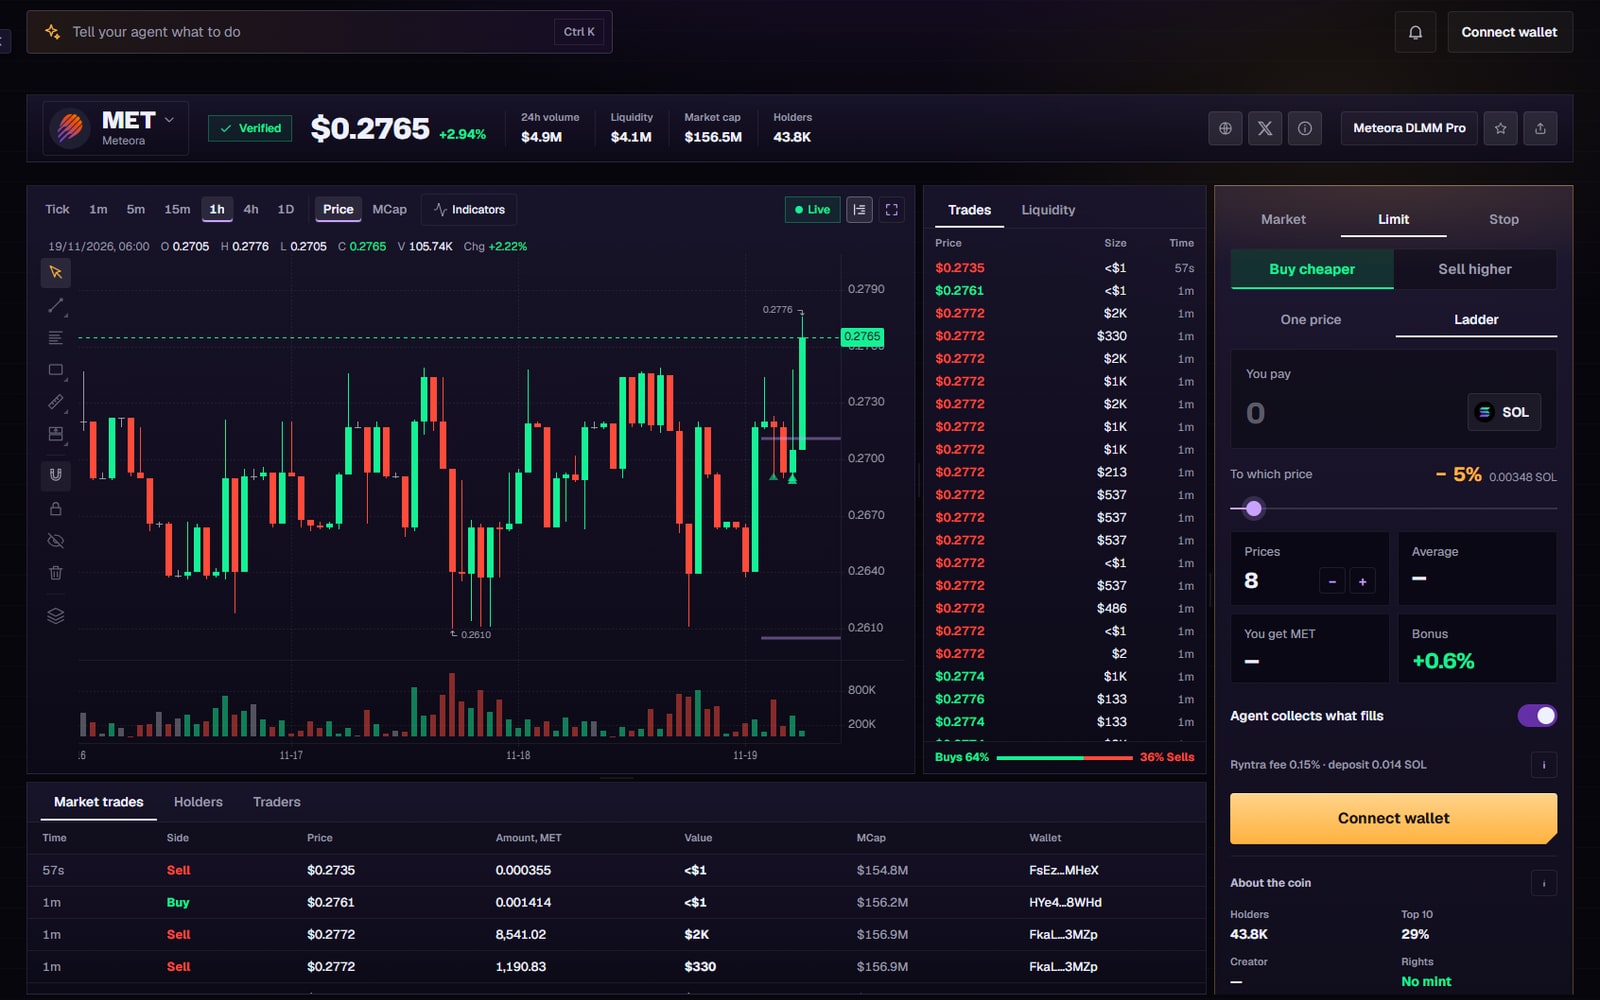 Tell your agent what to do
Ctrl K
Connect wallet
MET
Meteora
Verified
$0.2765 +2.94%
24h volume
$4.9M
Liquidity
$4.1M
Market cap
$156.5M
Holders
43.8K
Meteora DLMM Pro
Tick 1m 5m 15m 1h 4h 1D Price MCap Indicators
Live
19/11/2026, 06:00 O 0.2705 H 0.2776 L 0.2705 C 0.2765 V 105.74K Chg +2.22%
0.2790
0.2776
0.2765
0.2730
0.2700
0.2670
0.2640
0.2610
0.2610
800K
200K
11-17 11-18 11-19
Trades Liquidity
Price Size Time
$0.2735 <$1 57s
$0.2761 <$1 1m
$0.2772 $2K 1m
$0.2772 $330 1m
$0.2772 $2K 1m
$0.2772 $1K 1m
$0.2772 $2K 1m
$0.2772 $1K 1m
$0.2772 $1K 1m
$0.2772 $213 1m
$0.2772 $537 1m
$0.2772 $537 1m
$0.2772 $537 1m
$0.2772 <$1 1m
$0.2772 $537 1m
$0.2772 $486 1m
$0.2772 <$1 1m
$0.2772 $2 1m
$0.2774 $1K 1m
$0.2776 $133 1m
$0.2774 $133 1m
Buys 64% 36% Sells
Market Limit Stop
Buy cheaper Sell higher
One price Ladder
You pay
0 SOL
To which price − 5% 0.00348 SOL
Prices
8 − +
Average
—
You get MET
—
Bonus
+0.6%
Agent collects what fills
Ryntra fee 0.15% · deposit 0.014 SOL i
Connect wallet
About the coin i
Holders
43.8K
Top 10
29%
Creator
—
Rights
No mint
Market trades Holders Traders
Time Side Price Amount, MET Value MCap Wallet
57s Sell $0.2735 0.000355 <$1 $154.8M FsEz...MHeX
1m Buy $0.2761 0.001414 <$1 $156.2M HYe4...8WHd
1m Sell $0.2772 8,541.02 $2K $156.9M FkaL...3MZp
1m Sell $0.2772 1,190.83 $330 $156.9M FkaL...3MZp